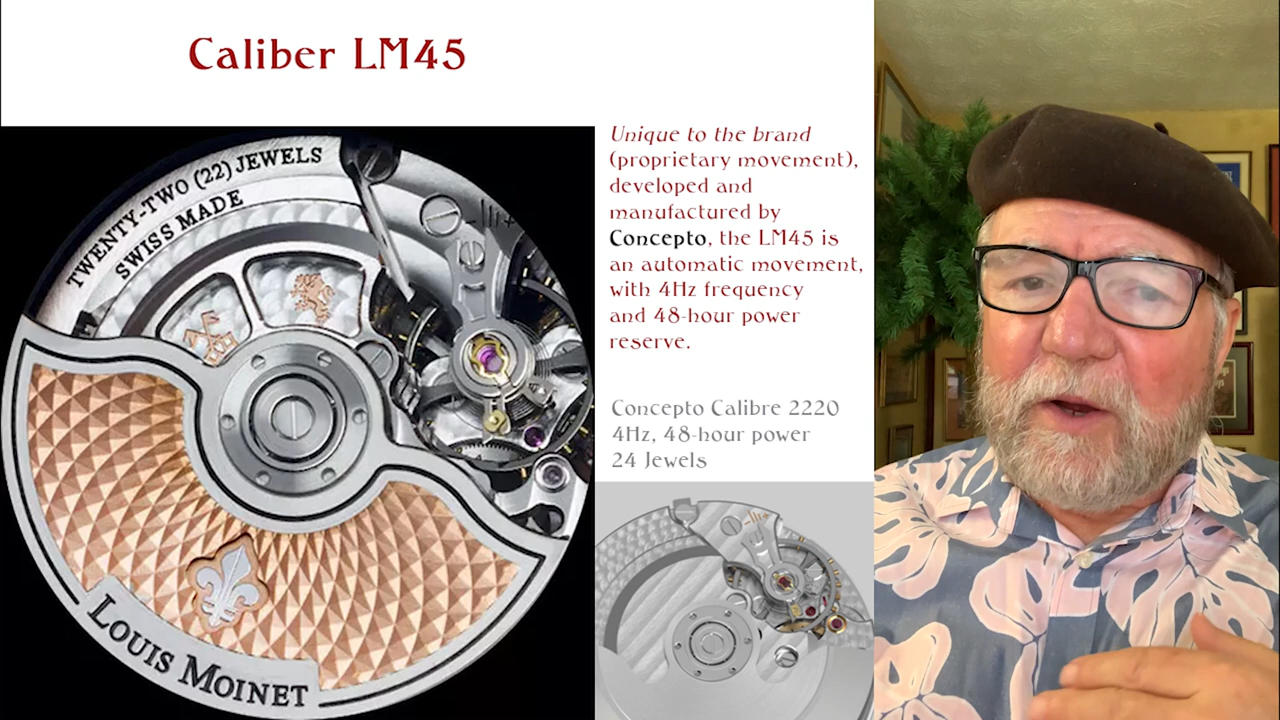 Caliber LM45
TWENTY-TWO (22) JEWELS
SWISS MADE
LOUIS MOINET
Unique to the brand
(proprietary movement),
developed and
manufactured by
Concepto, the LM45 is
an automatic movement,
with 4Hz frequency
and 48-hour power
reserve.
Concepto Calibre 2220
4Hz, 48-hour power
24 Jewels